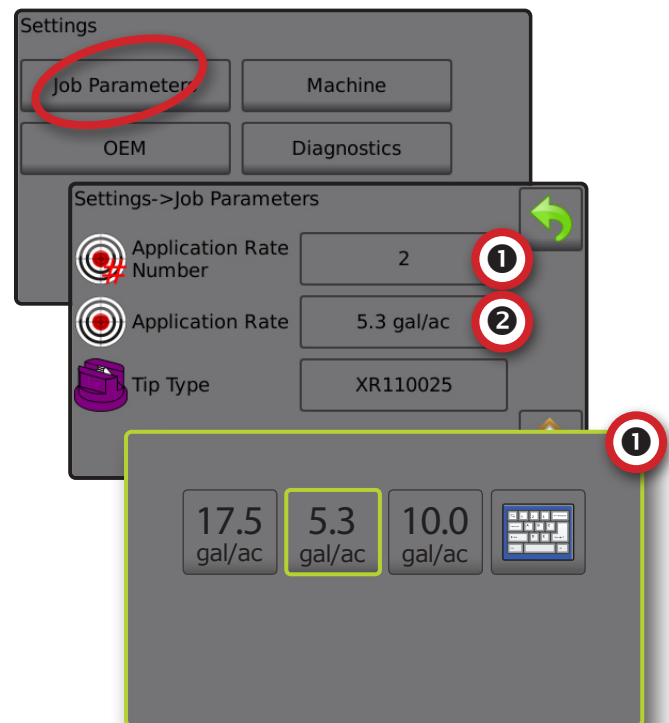 Settings
Job Parameters
Machine
OEM
Diagnostics
Settings->Job Parameters
Application Rate
Number
2
1
Application Rate
5.3 gal/ac
2
Tip Type
XR110025
1
17.5
gal/ac
5.3
gal/ac
10.0
gal/ac